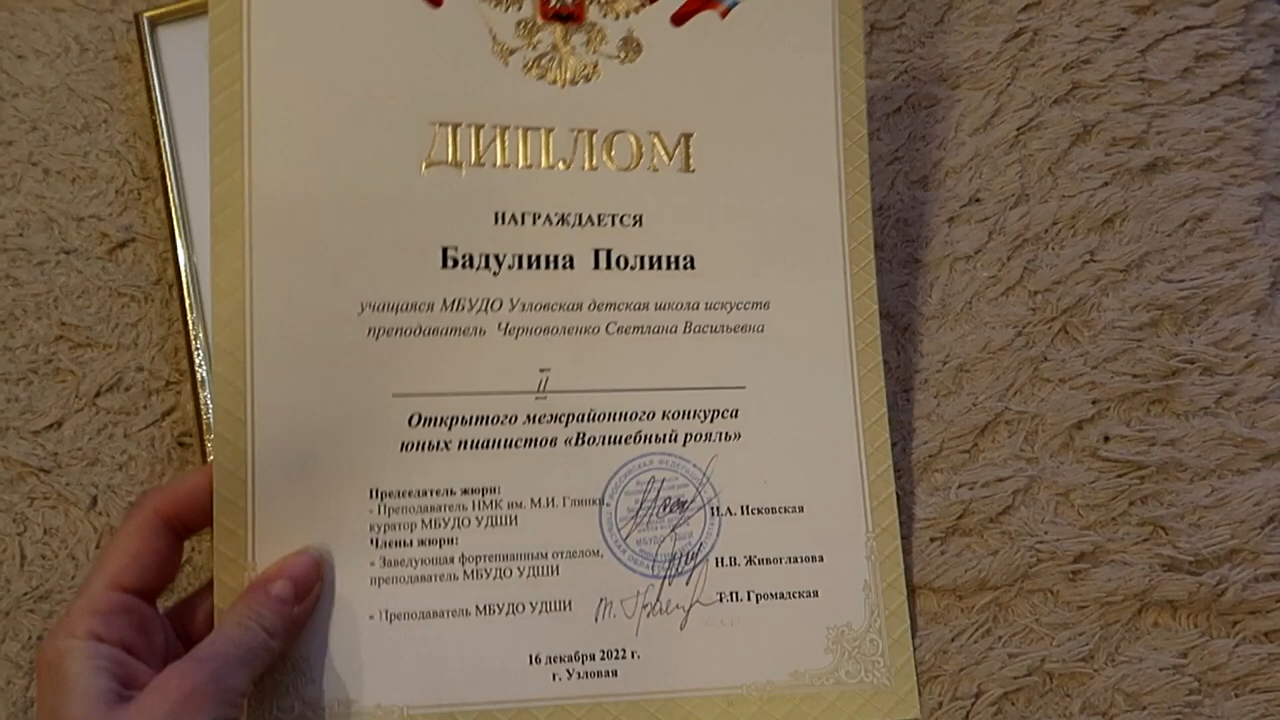 ДИПЛОМ
НАГРАЖДАЕТСЯ
Бадулина Полина
учащаяся МБУДО Узловская детская школа искусств
преподаватель Черноволенко Светлана Васильевна
II
Открытого межрайонного конкурса
юных пианистов «Волшебный рояль»
Председатель жюри:
- Преподаватель НМК им. М.И. Глинки,
куратор МБУДО УДШИ
И.А. Исковская
Члены жюри:
- Заведующая фортепианным отделом,
преподаватель МБУДО УДШИ
Н.В. Живоглазова
- Преподаватель МБУДО УДШИ
Т.П. Громадская
16 декабря 2022 г.
г. Узловая